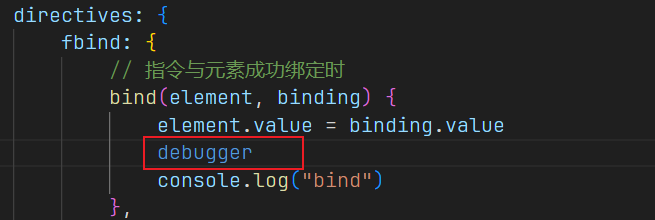 directives: {
fbind: {
// 指令与元素成功绑定时
bind(element, binding) {
element.value = binding.value
debugger
console.log("bind")
},